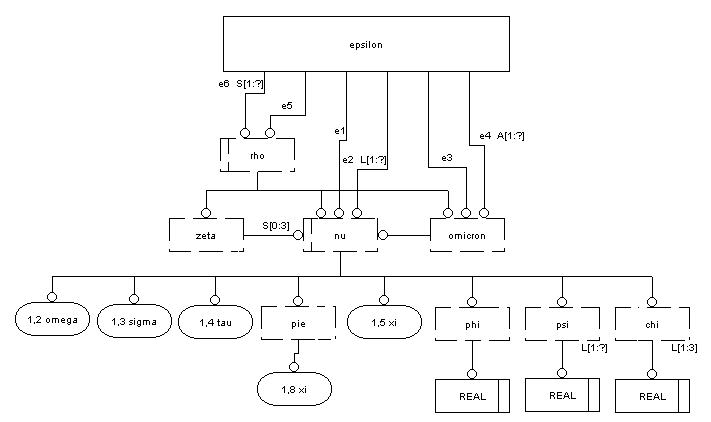 epsilon
e6 S[1:?]
e5
e1
e4 A[1:?]
rho
e2 L[1:?]
e3
zeta
S[0:3]
nu
omicron
1,2 omega
1,3 sigma
1,4 tau
pie
1,5 xi
phi
psi
chi
L[1:?]
L[1:3]
1,8 xi
REAL
REAL
REAL